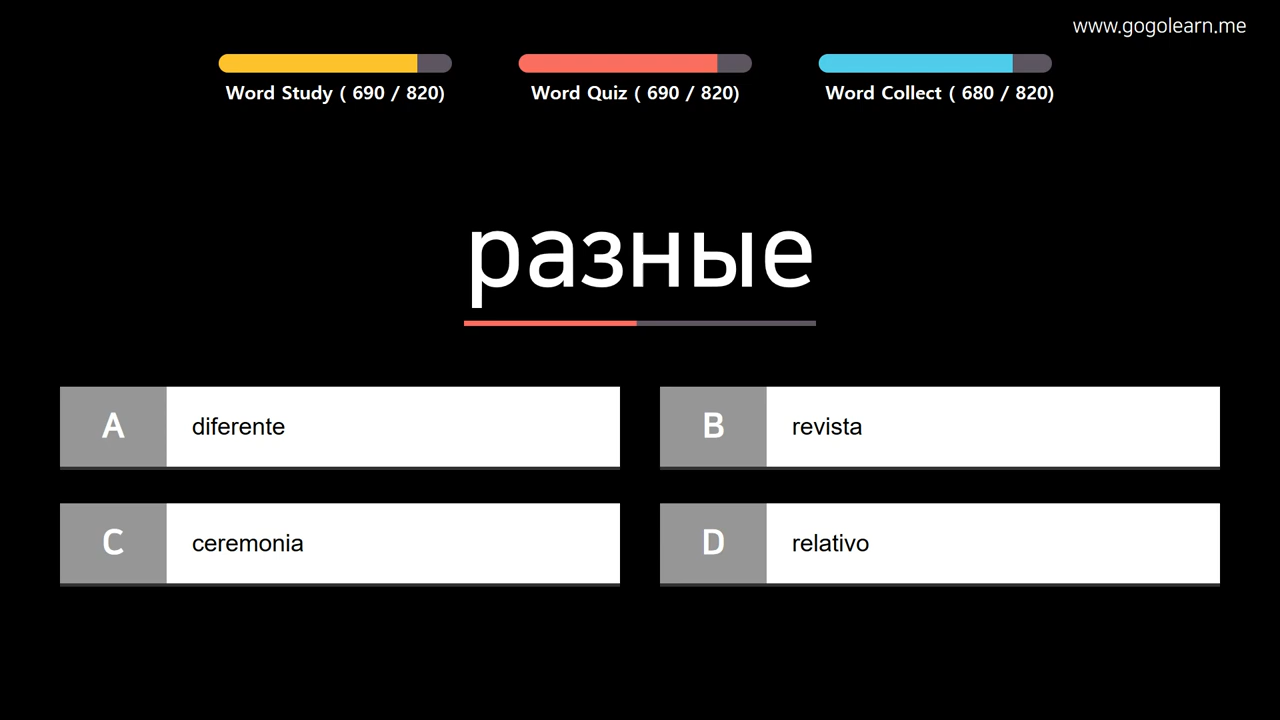 www.gogolearn.me
Word Study ( 690 / 820)
Word Quiz ( 690 / 820)
Word Collect ( 680 / 820)
разные
A diferente
B revista
C ceremonia
D relativo